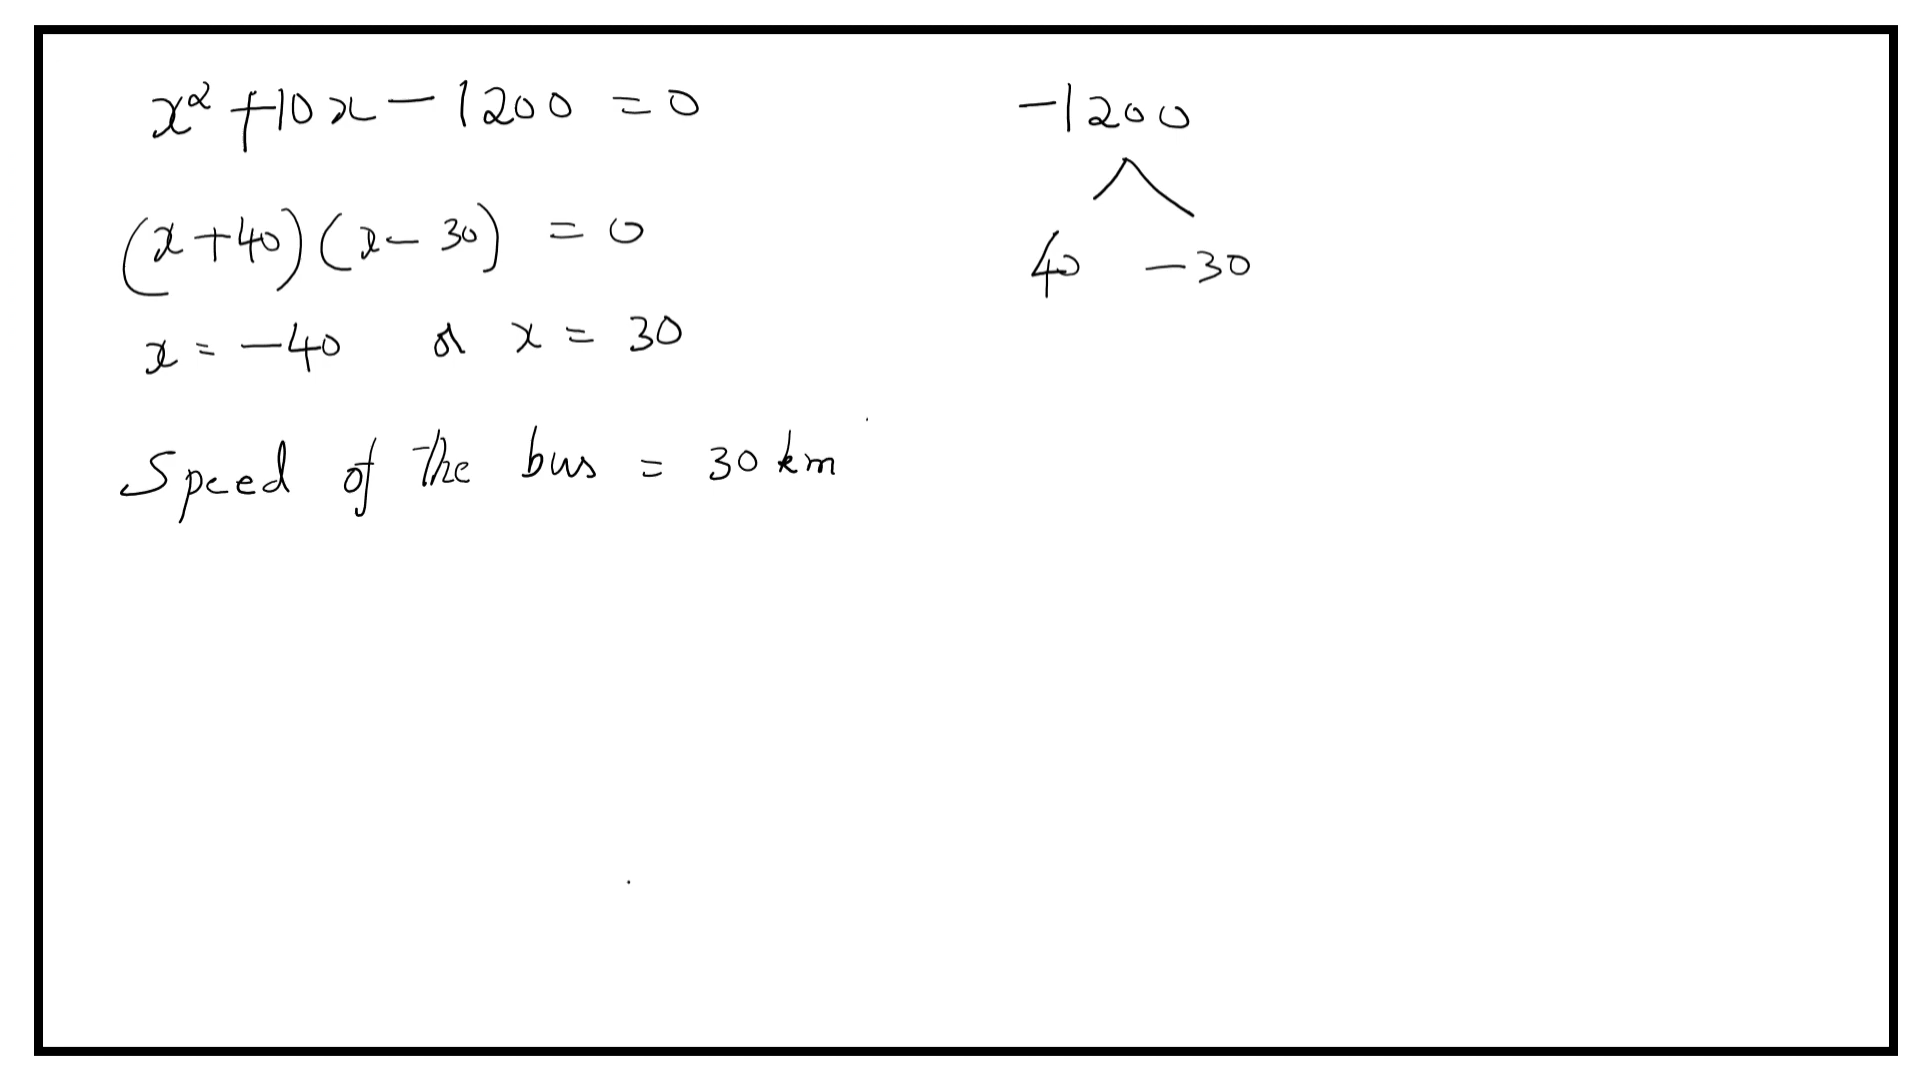 x² + 10x - 1200 = 0
(x + 40)(x - 30) = 0
x = -40 or x = 30
Speed of the bus = 30 km
-1200
40 -30